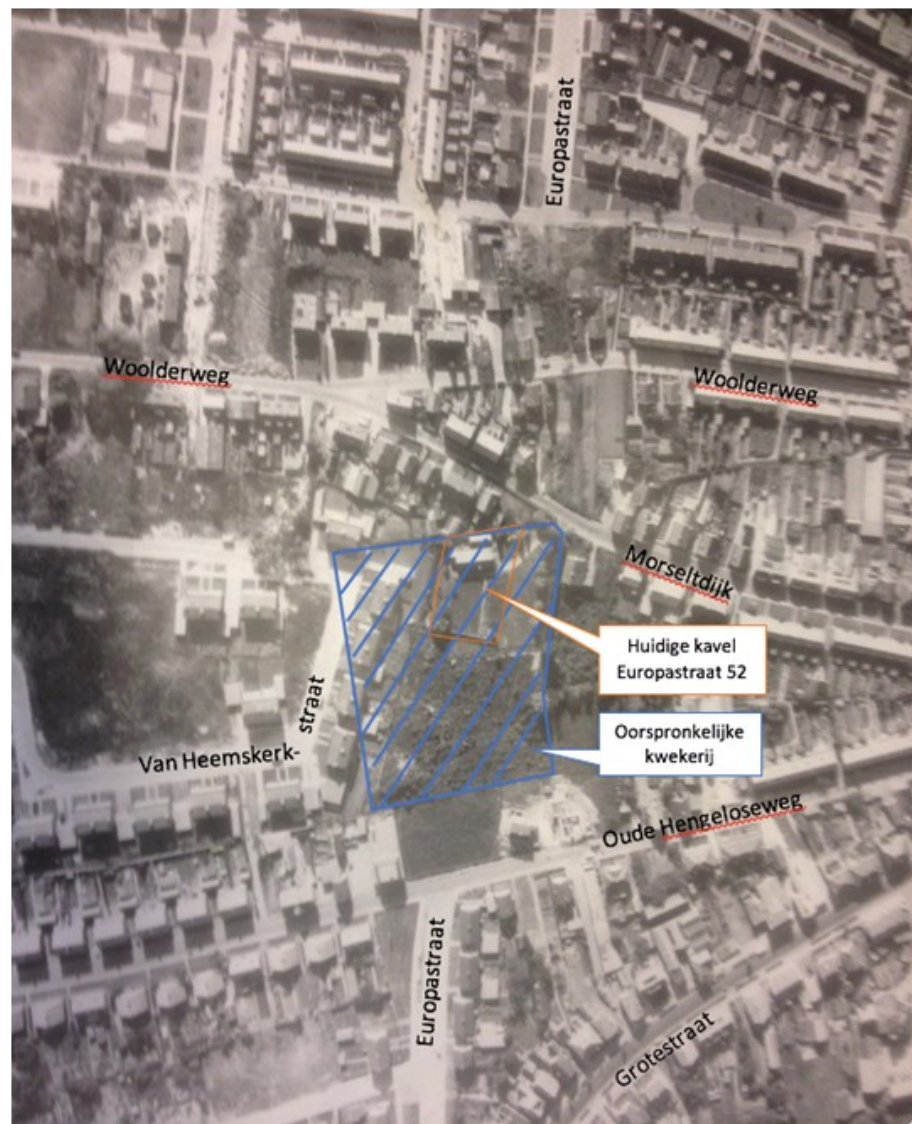 Europastraat
Woolderweg
Woolderweg
Morseltdijk
Huidige kavel
Europastraat 52
Oorspronkelijke
kwekerij
Van Heemskerk-
straat
Oude Hengeloseweg
Europastraat
Grotestraat